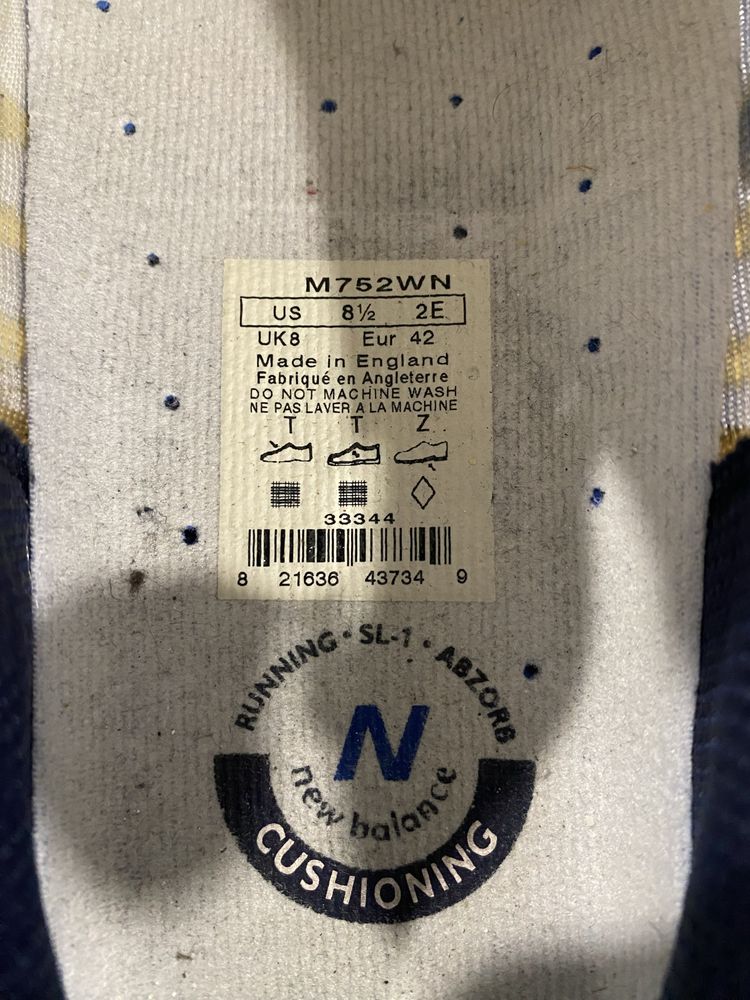 M752WN
US 8½ 2E
UK8 Eur 42
Made in England
Fabriqué en Angleterre
DO NOT MACHINE WASH
NE PAS LAVER A LA MACHINE
T T Z
33344
8 21636 43734 9
RUNNING · SL-1 · ABZORB
N
new balance
CUSHIONING